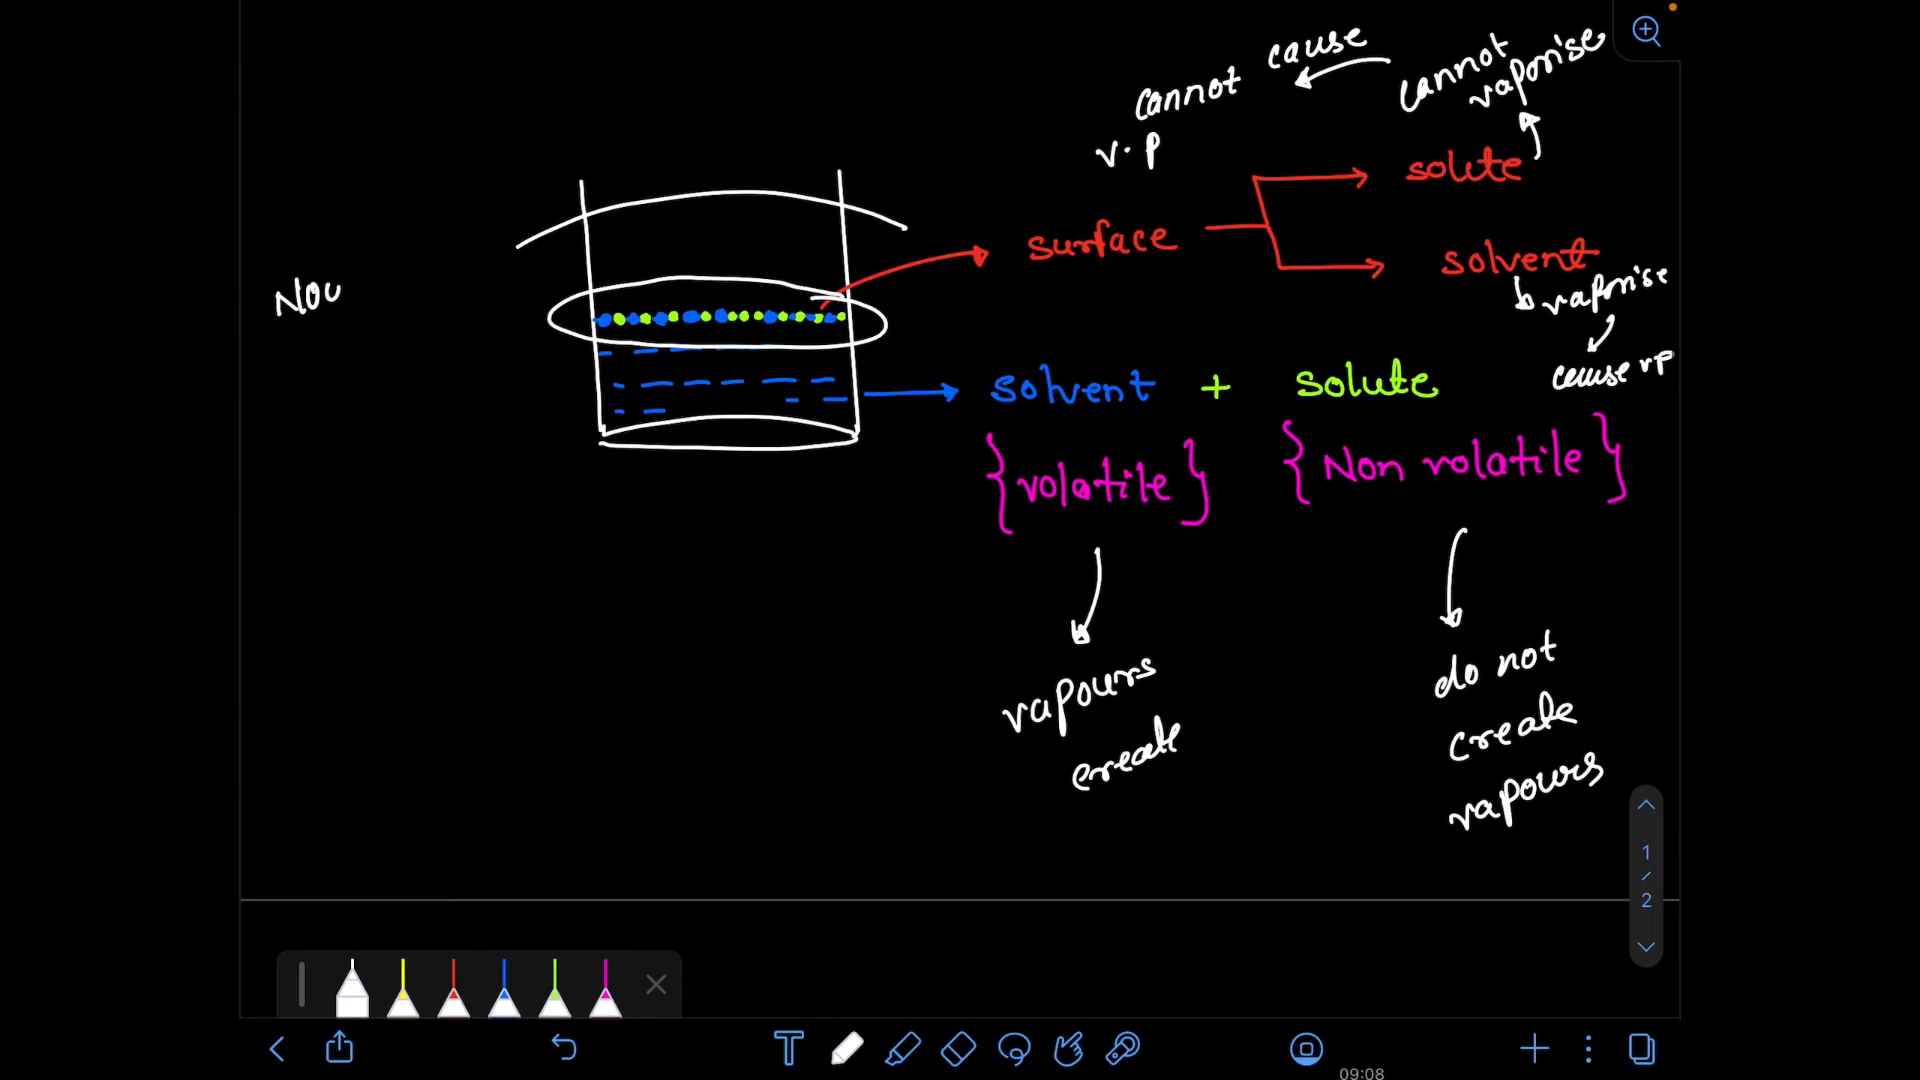 cannot cause
v.p
cannot
vaporise
solute
surface
solvent
vaporise
cause vp
Nou
solvent + solute
{volatile} {Non volatile}
vapours
create
do not
create
vapours
1
/
2
T
09:08